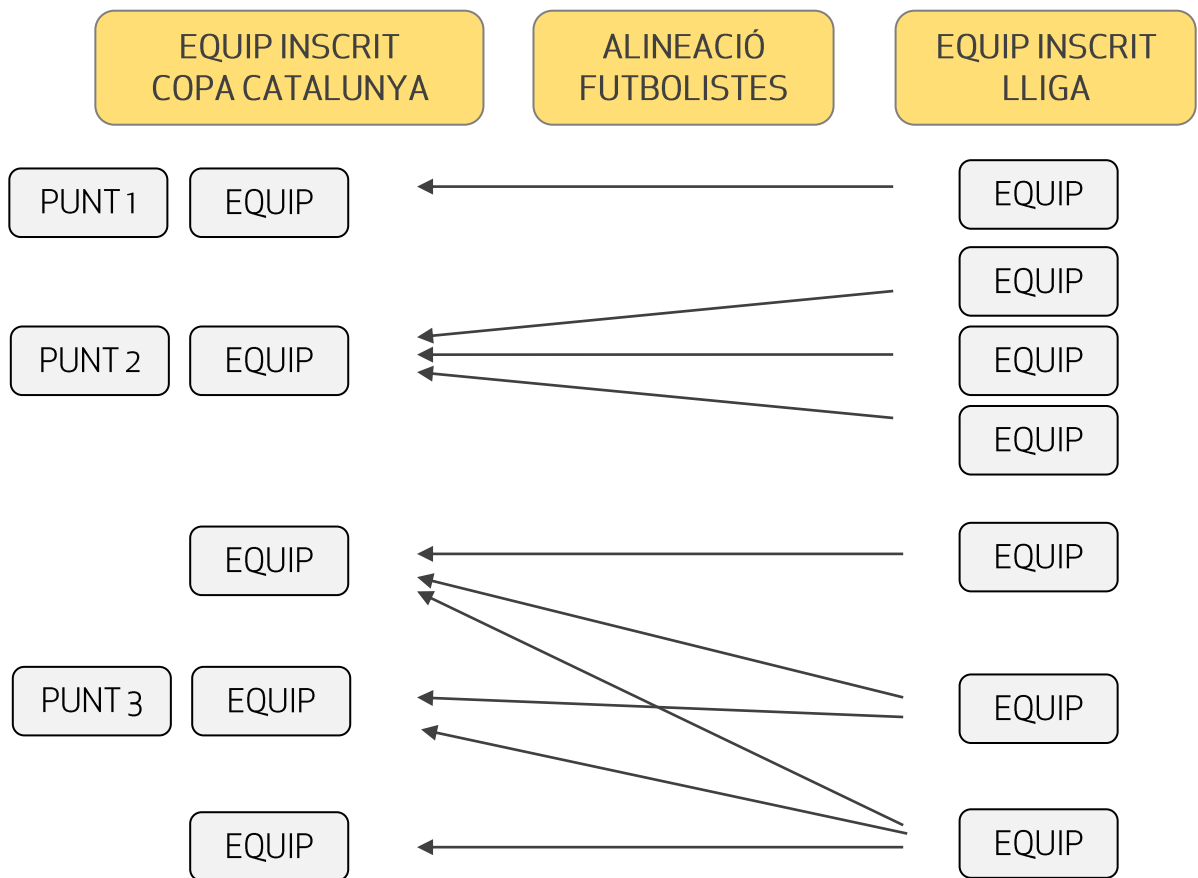 EQUIP INSCRIT
COPA CATALUNYA
ALINEACIÓ
FUTBOLISTES
EQUIP INSCRIT
LLIGA
PUNT 1
EQUIP
EQUIP
EQUIP
PUNT 2
EQUIP
EQUIP
EQUIP
EQUIP
EQUIP
PUNT 3
EQUIP
EQUIP
EQUIP
EQUIP